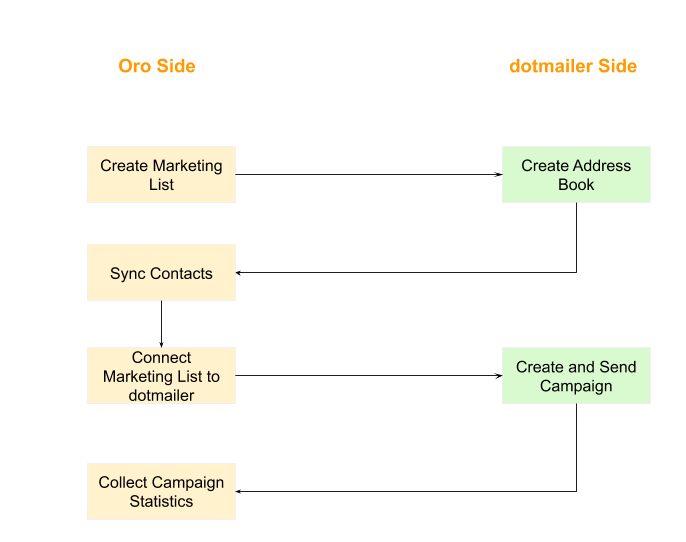 Oro Side
dotmailer Side
Create Marketing
List
Create Address
Book
Sync Contacts
Connect
Marketing List to
dotmailer
Create and Send
Campaign
Collect Campaign
Statistics